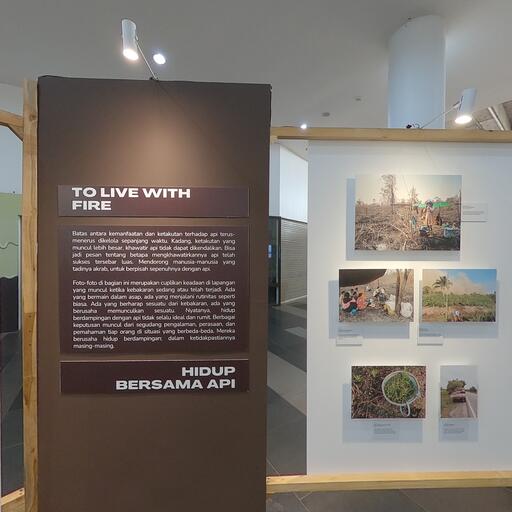 TO LIVE WITH
FIRE
Batas antara kemanfaatan dan ketakutan terhadap api terus-
menerus dikelola sepanjang waktu. Kadang, ketakutan yang
muncul lebih besar, khawatir api tidak dapat dikendalikan. Bisa
jadi pesan tentang betapa mengkhawatirkannya api telah
sukses tersebar luas. Mendorong manusia-manusia yang
tadinya akrab, untuk berpisah sepenuhnya dengan api.
Foto-foto di bagian ini merupakan cuplikan keadaan di lapangan
yang muncul ketika kebakaran sedang atau telah terjadi. Ada
yang bermain dalam asap, ada yang menjalani rutinitas seperti
biasa. Ada yang berharap sesuatu dari kebakaran, ada yang
berusaha memunculkan sesuatu. Nyatanya, hidup
berdampingan dengan api tidak selalu ideal dan rumit. Berbagai
keputusan muncul dari segudang pengalaman, perasaan, dan
pemahaman tiap orang di situasi yang berbeda-beda. Mereka
berusaha hidup berdampingan; dalam ketidakpastiannya
masing-masing.
HIDUP
BERSAMA API